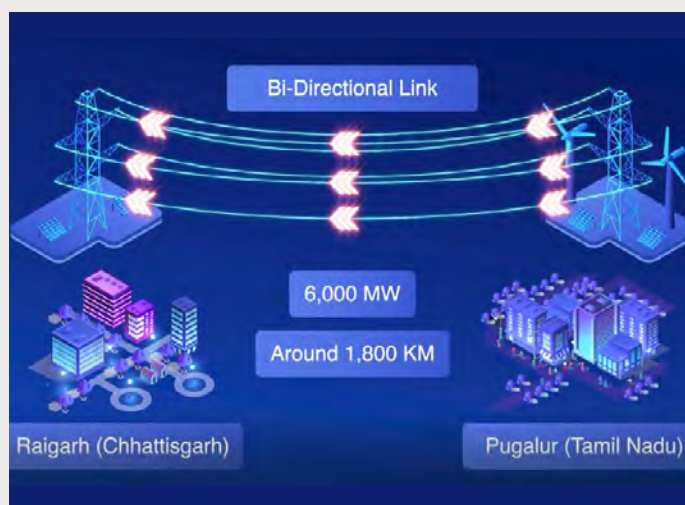 Bi-Directional Link
6,000 MW
Around 1,800 KM
Raigarh (Chhattisgarh)
Pugalur (Tamil Nadu)